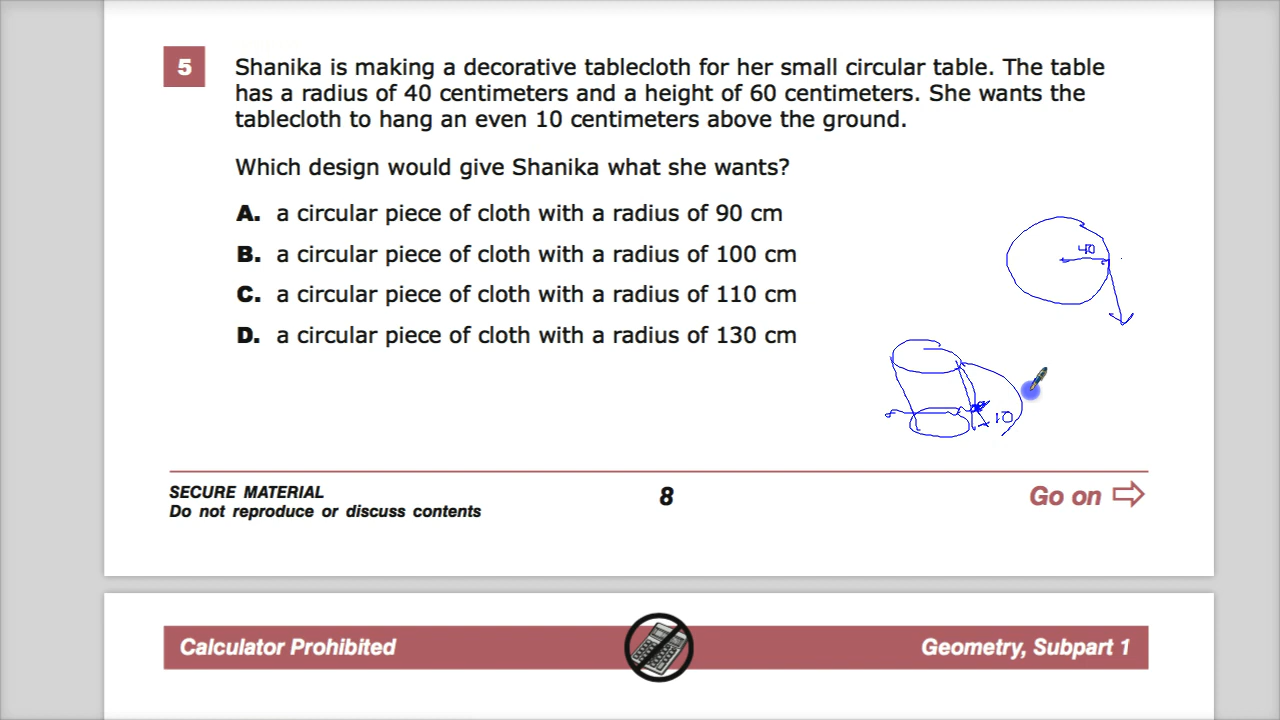 5
Shanika is making a decorative tablecloth for her small circular table. The table
has a radius of 40 centimeters and a height of 60 centimeters. She wants the
tablecloth to hang an even 10 centimeters above the ground.
Which design would give Shanika what she wants?
A. a circular piece of cloth with a radius of 90 cm
B. a circular piece of cloth with a radius of 100 cm
C. a circular piece of cloth with a radius of 110 cm
D. a circular piece of cloth with a radius of 130 cm
40
10
SECURE MATERIAL
Do not reproduce or discuss contents
8
Go on
Calculator Prohibited
Geometry, Subpart 1